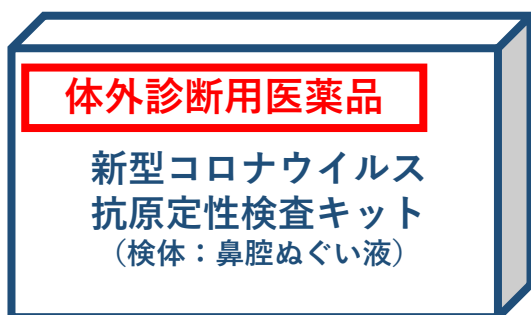 体外診断用医薬品
新型コロナウイルス
抗原定性検査キット
（検体：鼻腔ぬぐい液）